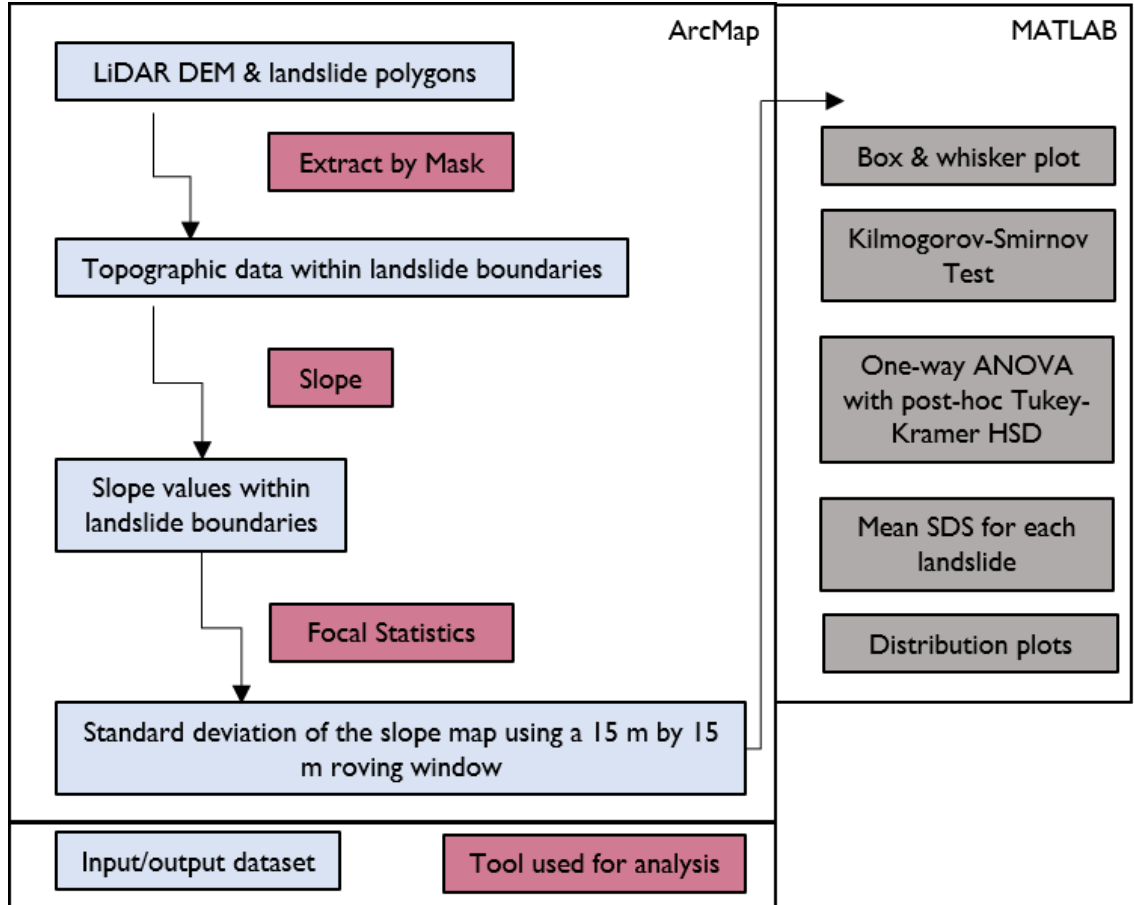 ArcMap
LiDAR DEM & landslide polygons
Extract by Mask
Topographic data within landslide boundaries
Slope
Slope values within
landslide boundaries
Focal Statistics
Standard deviation of the slope map using a 15 m by 15
m roving window
MATLAB
Box & whisker plot
Kilmogorov-Smirnov
Test
One-way ANOVA
with post-hoc Tukey-
Kramer HSD
Mean SDS for each
landslide
Distribution plots
Input/output dataset
Tool used for analysis